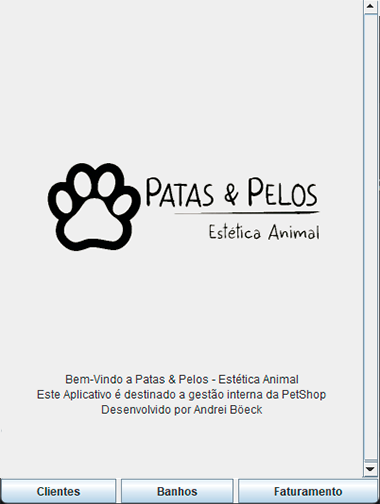 PATAS & PELOS
Estética Animal
Bem-Vindo a Patas & Pelos - Estética Animal
Este Aplicativo é destinado a gestão interna da PetShop
Desenvolvido por Andrei Böeck
Clientes Banhos Faturamento